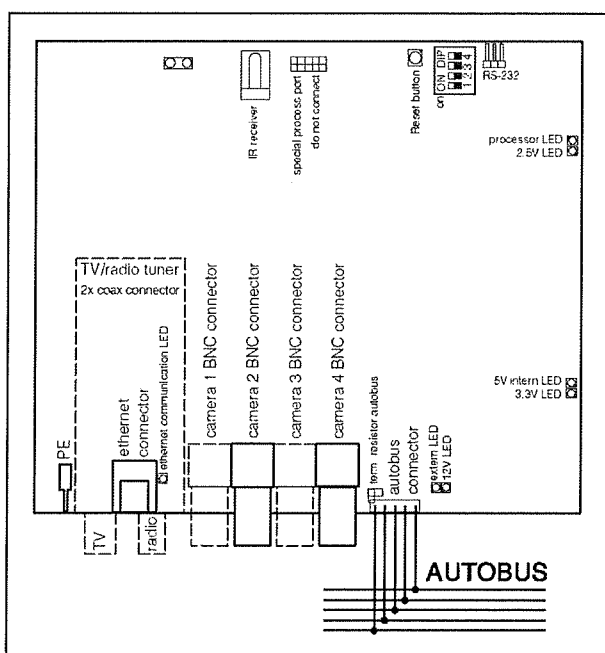 IR receiver
special process port
do not connect
Reset button
on
ON DIP
1 2 3 4
RS-232
processor LED
2.5V LED
TV/radio tuner
2x coax connector
ethernet
connector
ethernet communication LED
camera 1 BNC connector
camera 2 BNC connector
camera 3 BNC connector
camera 4 BNC connector
5V intern LED
3.3V LED
PE
term. resistor autobus
autobus
connector
extern LED
12V LED
TV
radio
AUTOBUS